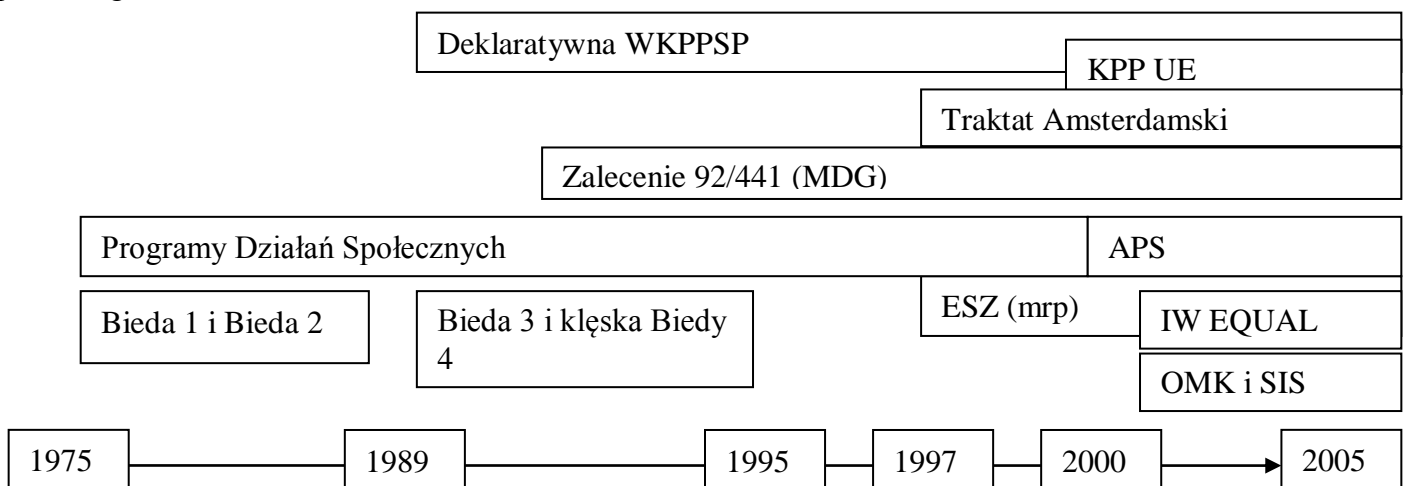 Deklaratywna WKPPSP
KPP UE
Traktat Amsterdamski
Zalecenie 92/441 (MDG)
Programy Działań Społecznych
APS
Bieda 1 i Bieda 2
Bieda 3 i klęska Biedy
4
ESZ (mrp)
IW EQUAL
OMK i SIS
1975
1989
1995
1997
2000
2005